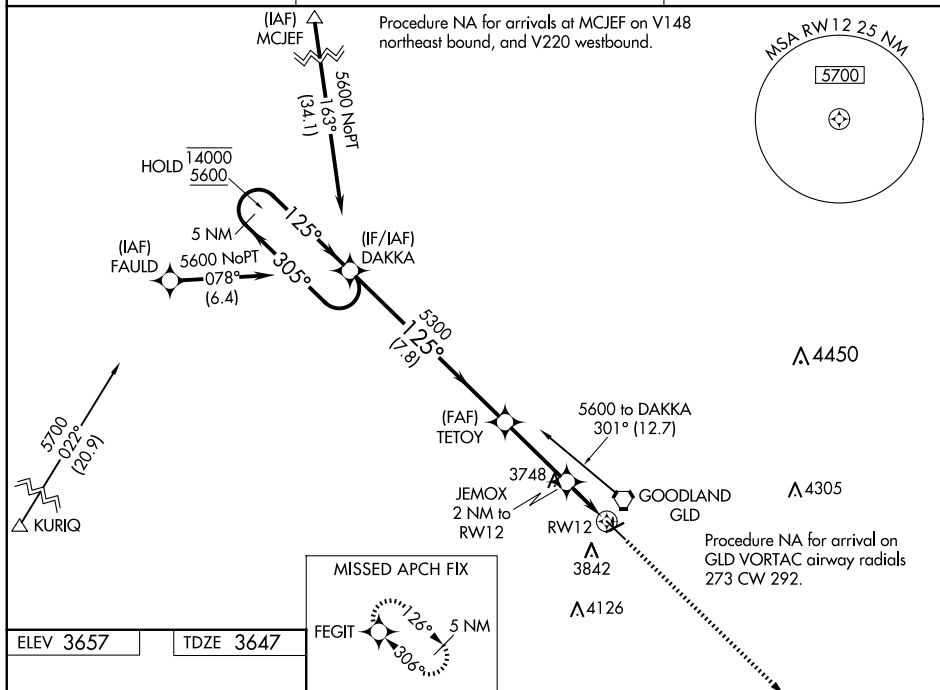 (IAF)
MCJEF
Procedure NA for arrivals at MCJEF on V148
northeast bound, and V220 westbound.
MSA RW12 25 NM
5700
5600 NoPT
163°
(34.1)
HOLD 14000
5600
125°
5 NM
305°
(IF/IAF)
DAKKA
(IAF)
FAULD
5600 NoPT
078°
(6.4)
5300
125°
(7.8)
4450
5700
022°
(20.9)
KURIQ
(FAF)
TETOY
5600 to DAKKA
301° (12.7)
3748
JEMOX
2 NM to
RW12
GOODLAND
GLD
4305
RW12
Procedure NA for arrival on
GLD VORTAC airway radials
273 CW 292.
3842
4126
MISSED APCH FIX
FEGIT
126°
5 NM
306°
ELEV 3657
TDZE 3647